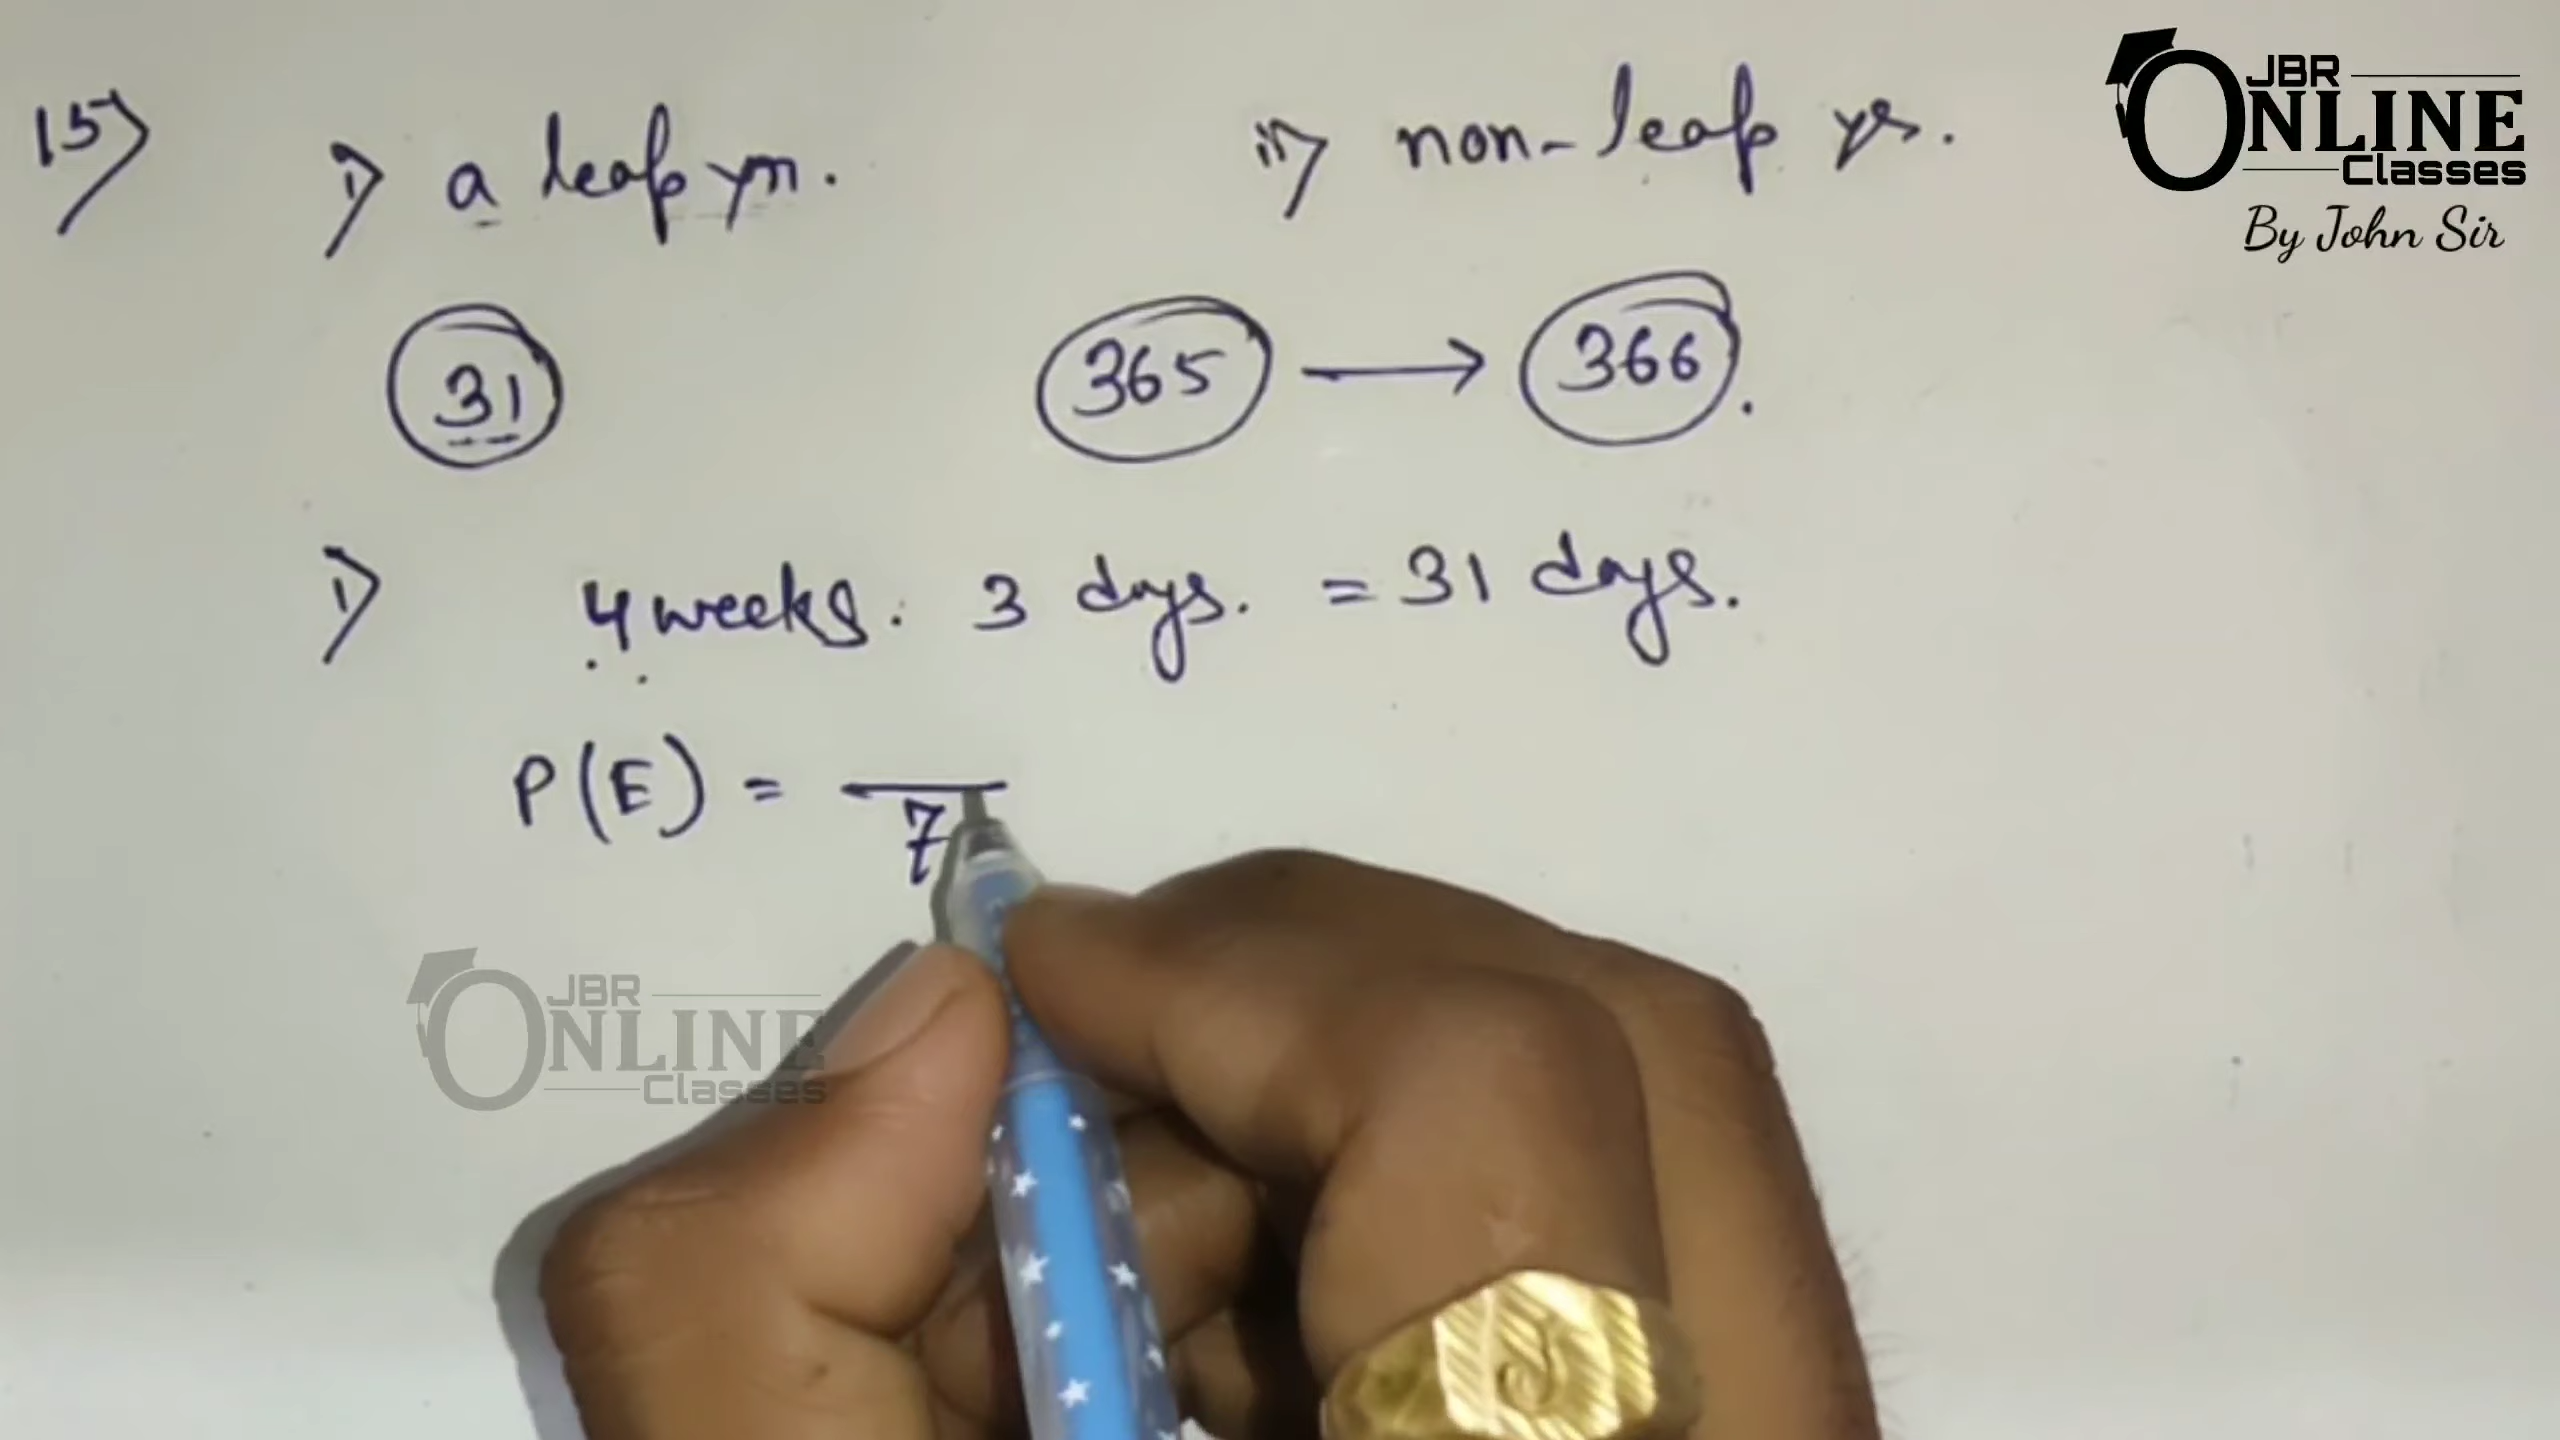 15) i) a leap yr. ii) non-leap yr.
JBR
ONLINE
Classes
By John Sir
31 365 → 366.
i) 4 weeks. 3 days. = 31 days.
P(E) = — 7
JBR
ONLINE
Classes